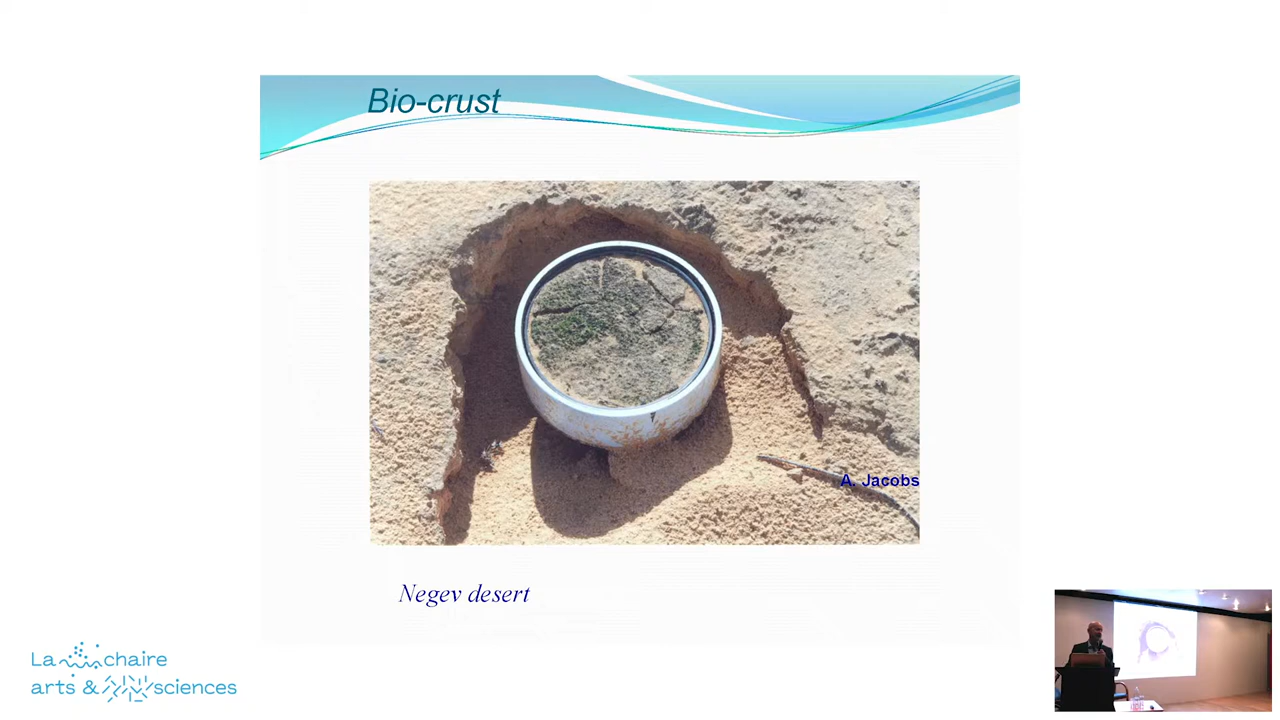 Bio-crust
A. Jacobs
Negev desert
La chaire
arts & sciences